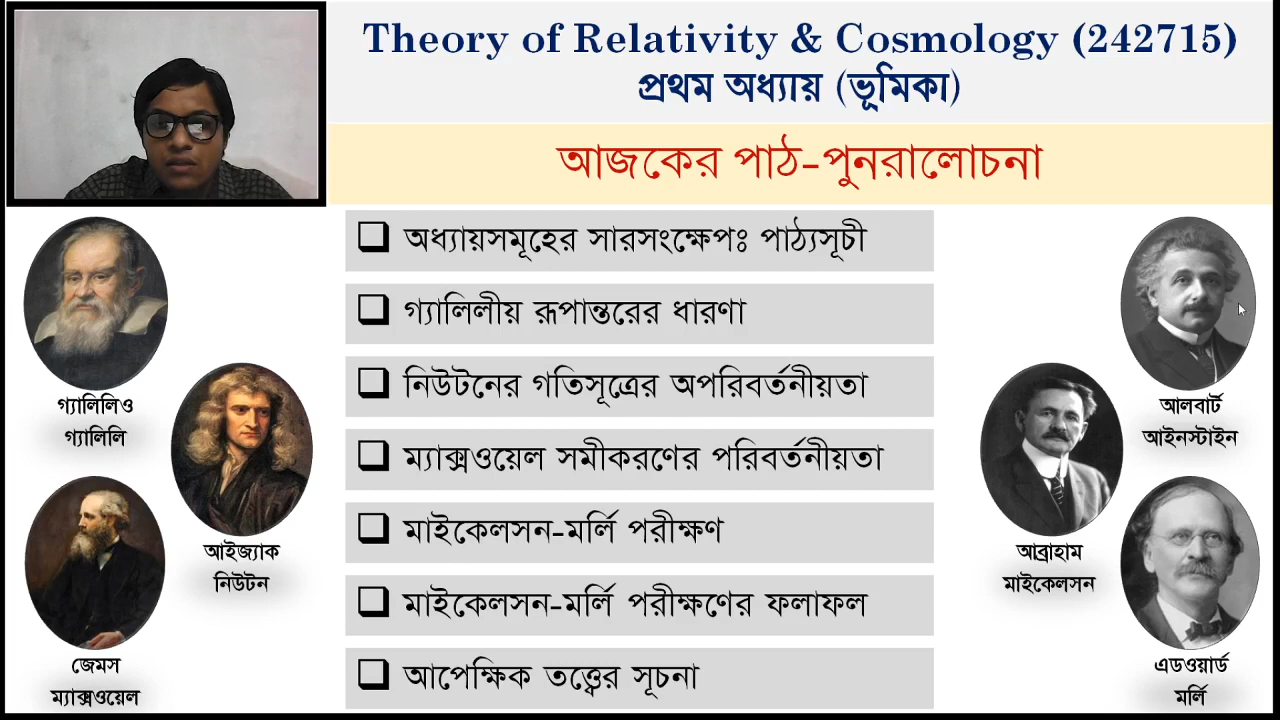 Theory of Relativity & Cosmology (242715)
প্রথম অধ্যায় (ভূমিকা)
আজকের পাঠ-পুনরালোচনা
অধ্যায়সমূহের সারসংক্ষেপঃ পাঠ্যসূচী
গ্যালিলীয় রূপান্তরের ধারণা
নিউটনের গতিসূত্রের অপরিবর্তনীয়তা
ম্যাক্সওয়েল সমীকরণের পরিবর্তনীয়তা
মাইকেলসন-মর্লি পরীক্ষণ
মাইকেলসন-মর্লি পরীক্ষণের ফলাফল
আপেক্ষিক তত্ত্বের সূচনা
গ্যালিলিও
গ্যালিলি
আইজ্যাক
নিউটন
জেমস
ম্যাক্সওয়েল
আলবার্ট
আইনস্টাইন
আব্রাহাম
মাইকেলসন
এডওয়ার্ড
মর্লি